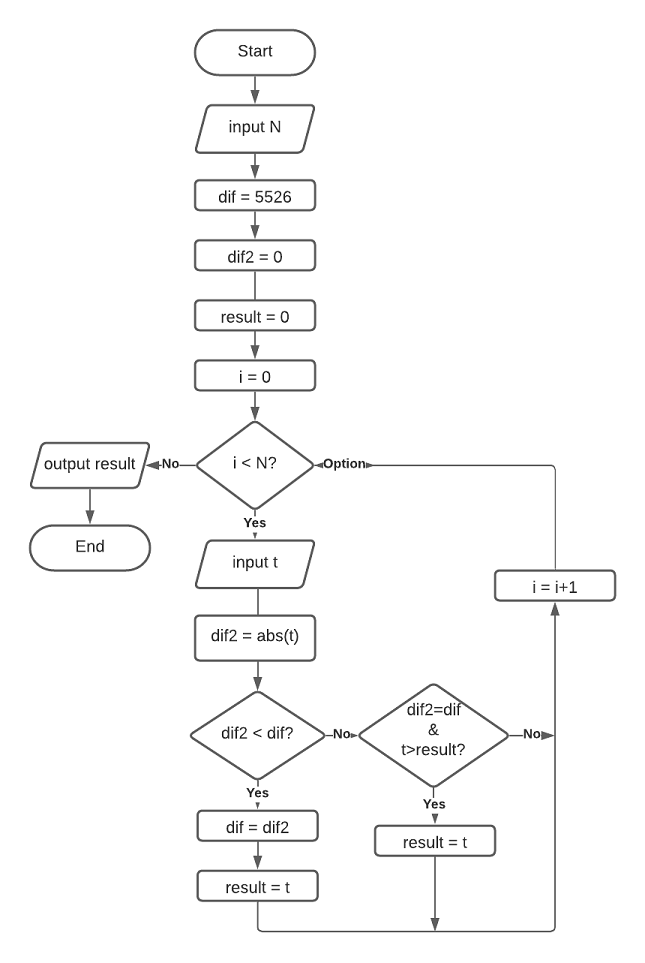 Start
input N
dif = 5526
dif2 = 0
result = 0
i = 0
i < N?
No
output result
End
Option
Yes
input t
i = i+1
dif2 = abs(t)
dif2 < dif?
No
dif2=dif
&
t>result?
No
Yes
dif = dif2
result = t
Yes
result = t